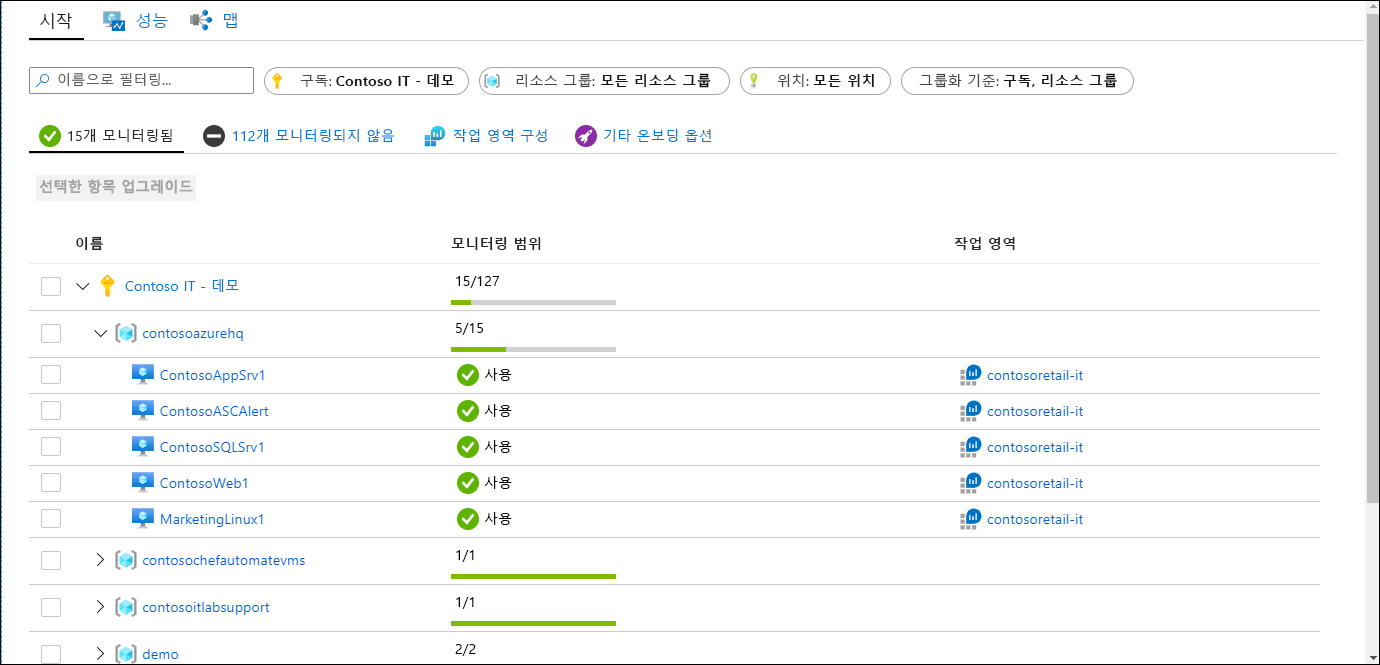 시작 성능 맵
이름으로 필터링... 구독: Contoso IT - 데모 리소스 그룹: 모든 리소스 그룹 위치: 모든 위치 그룹화 기준: 구독, 리소스 그룹
15개 모니터링됨 112개 모니터링되지 않음 작업 영역 구성 기타 온보딩 옵션
선택한 항목 업그레이드
이름 모니터링 범위 작업 영역
Contoso IT - 데모 15/127
contosoazurehq 5/15
ContosoAppSrv1 사용 contosoretail-it
ContosoASCAlert 사용 contosoretail-it
ContosoSQLSrv1 사용 contosoretail-it
ContosoWeb1 사용 contosoretail-it
MarketingLinux1 사용 contosoretail-it
contosochefautomatevms 1/1
contosoitlabsupport 1/1
demo 2/2